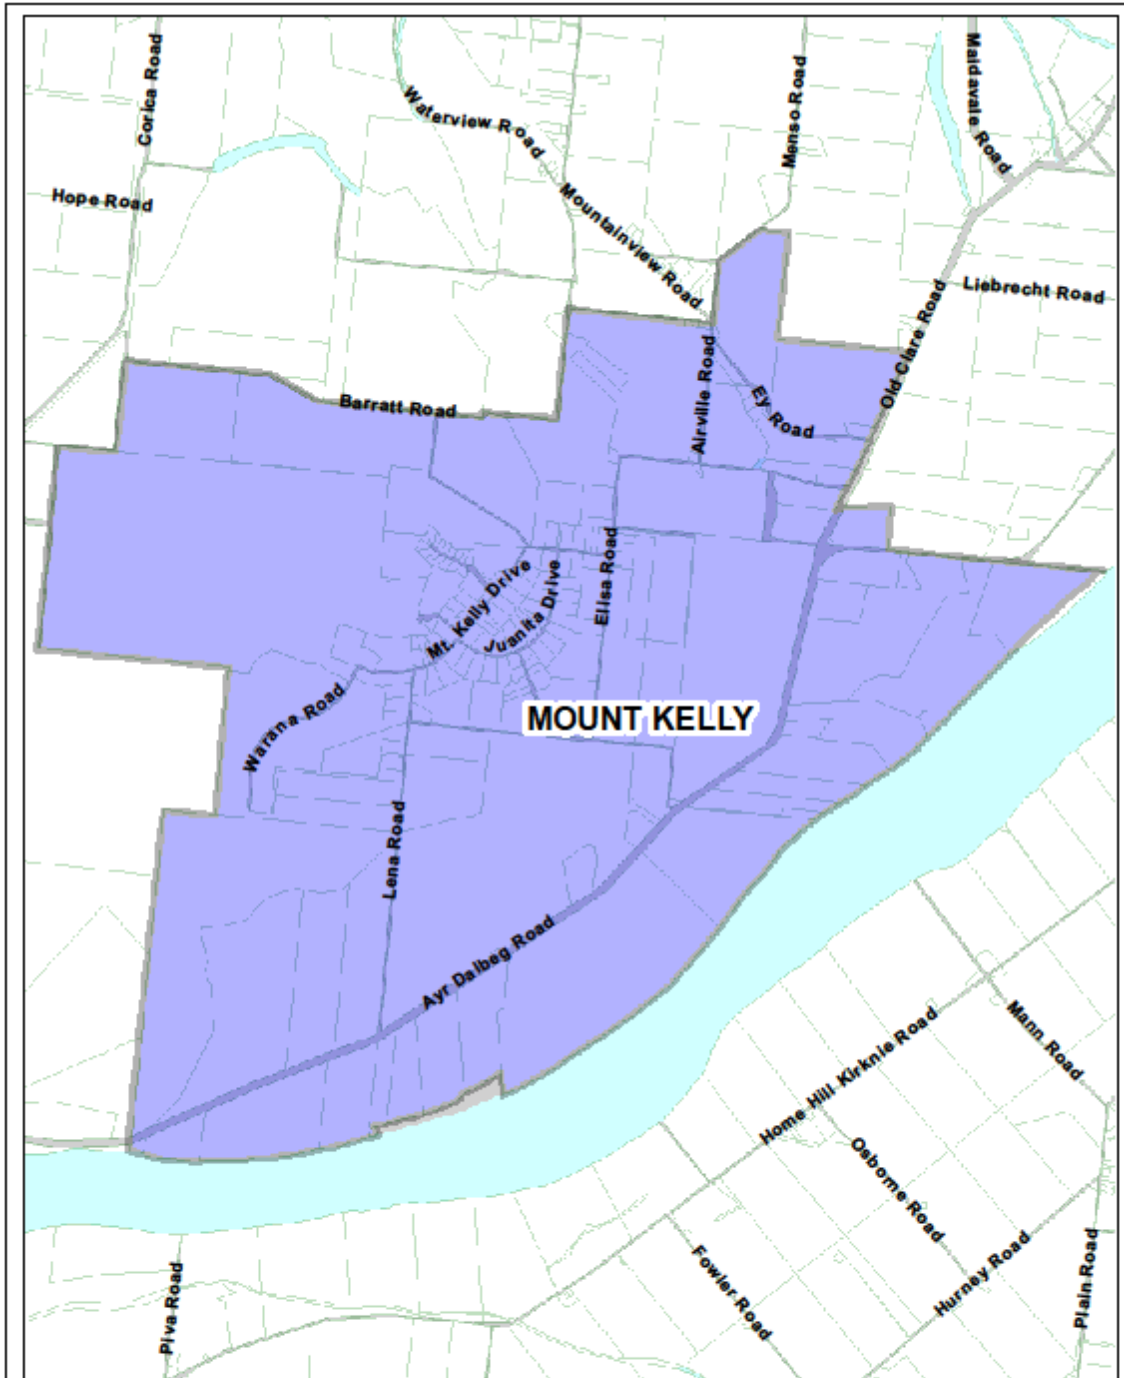 Corica Road
Maidavale Road
Menso Road
Waterview Road
Hope Road
Mountainview Road
Liebrecht Road
Old Clare Road
Airville Road
Barratt Road
Ey Road
Elisa Road
Mt. Kelly Drive
Juanita Drive
Warana Road
MOUNT KELLY
Lena Road
Ayr Dalbeg Road
Mann Road
Home Hill Kirknie Road
Osborne Road
Hurney Road
Plain Road
Fowler Road
Piva Road